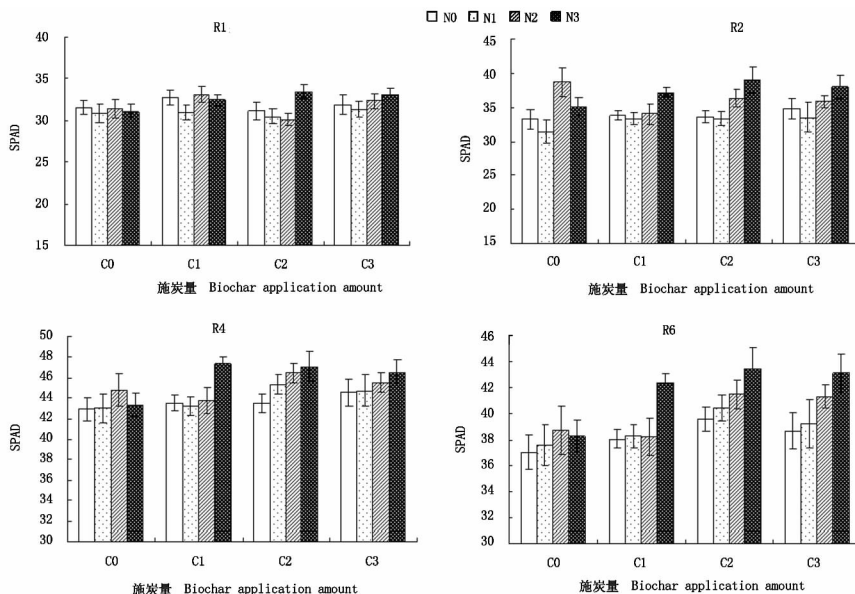 R1
N0 N1 N2 N3
R2
40
35
30
25
20
15
SPAD
C0 C1 C2 C3
施炭量 Biochar application amount
45
40
35
30
25
20
15
SPAD
C0 C1 C2 C3
施炭量 Biochar application amount
R4
50
48
46
44
42
40
38
36
34
32
30
SPAD
C0 C1 C2 C3
施炭量 Biochar application amount
R6
46
44
42
40
38
36
34
32
30
SPAD
C0 C1 C2 C3
施炭量 Biochar application amount